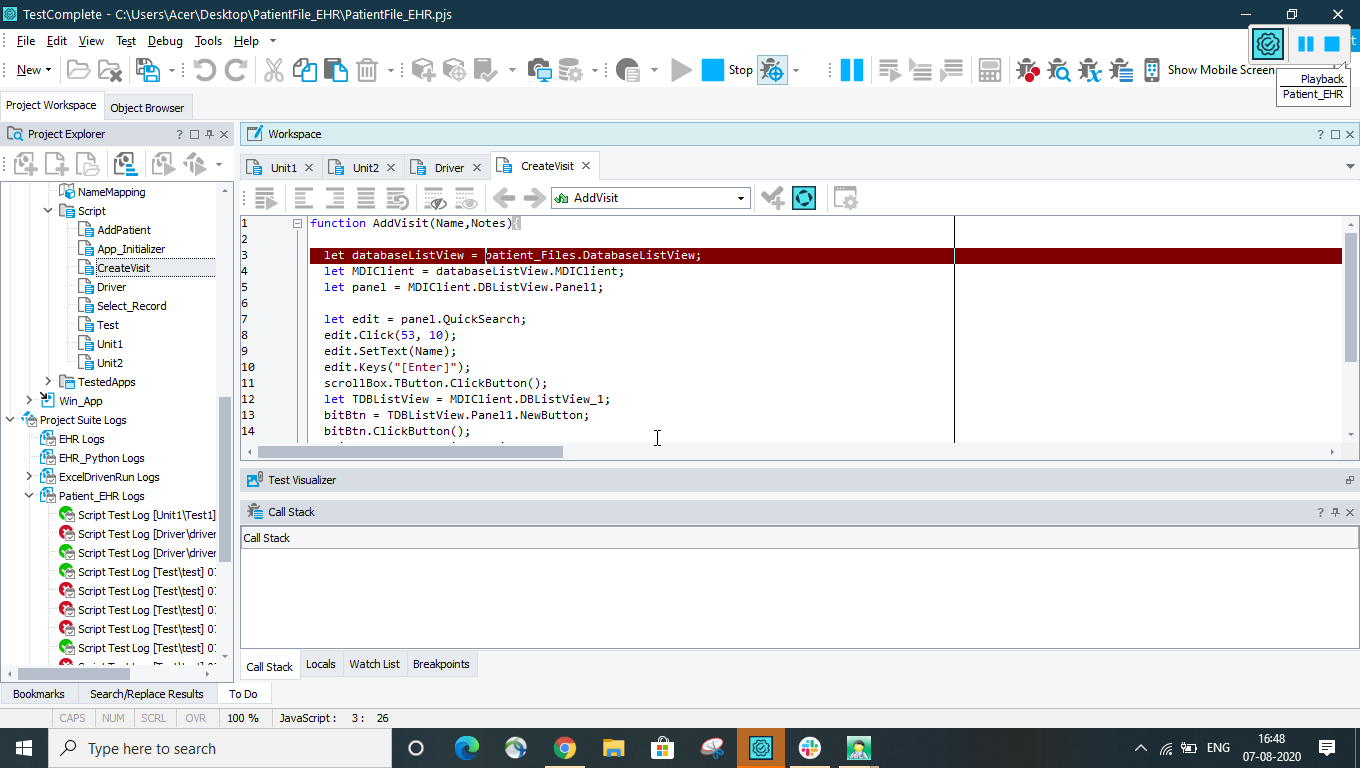 TestComplete - C:\Users\Acer\Desktop\PatientFile_EHR\PatientFile_EHR.pjs
File Edit View Test Debug Tools Help
New Stop Show Mobile Screen
Playback
Patient_EHR
Project Workspace Object Browser
Project Explorer
Workspace
Unit1 Unit2 Driver CreateVisit
AddVisit
NameMapping
Script
AddPatient
App_Initializer
CreateVisit
Driver
Select_Record
Test
Unit1
Unit2
TestedApps
Win_App
Project Suite Logs
EHR Logs
EHR_Python Logs
ExcelDrivenRun Logs
Patient_EHR Logs
Script Test Log [Unit1\Test1]
Script Test Log [Driver\driver
Script Test Log [Driver\driver
Script Test Log [Test\test] 07
Script Test Log [Test\test] 07
Script Test Log [Test\test] 07
Script Test Log [Test\test] 07
Script Test Log [Test\test] 07
1 function AddVisit(Name,Notes){
2
3 let databaseListView = patient_Files.DatabaseListView;
4 let MDIClient = databaseListView.MDIClient;
5 let panel = MDIClient.DBListView.Panel1;
6
7 let edit = panel.QuickSearch;
8 edit.Click(53, 10);
9 edit.SetText(Name);
10 edit.Keys("[Enter]");
11 scrollBox.TButton.ClickButton();
12 let TDBListView = MDIClient.DBListView_1;
13 bitBtn = TDBListView.Panel1.NewButton;
14 bitBtn.ClickButton();
Test Visualizer
Call Stack
Call Stack
Call Stack Locals Watch List Breakpoints
Bookmarks Search/Replace Results To Do
CAPS NUM SCRL OVR 100 % JavaScript : 3 : 26
Type here to search
ENG
16:48
07-08-2020